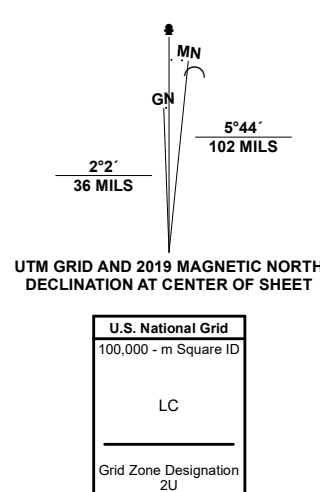 MN
GN
5°44´
102 MILS
2°2´
36 MILS
UTM GRID AND 2019 MAGNETIC NORTH
DECLINATION AT CENTER OF SHEET
U.S. National Grid
100,000 - m Square ID
LC
Grid Zone Designation
2U